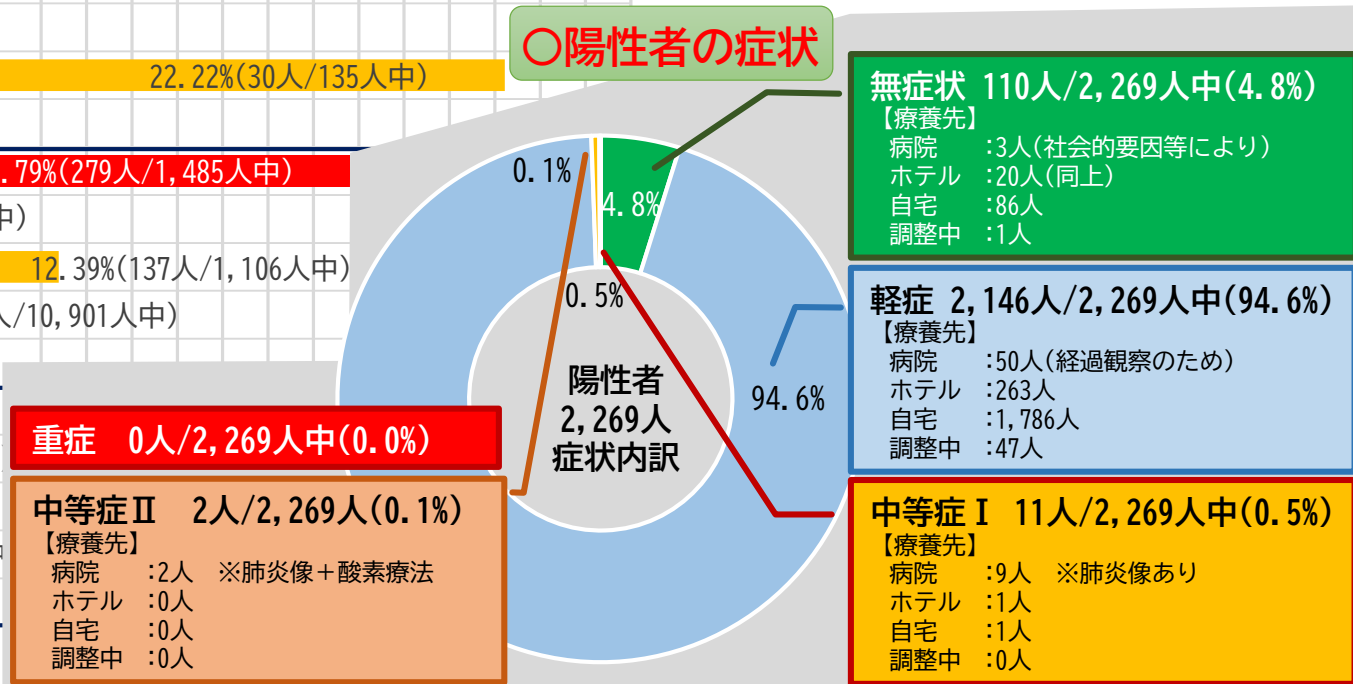 〇陽性者の症状
22.22%(30人/135人中)
.79%(279人/1,485人中)
中)
12.39%(137人/1,106人中)
人/10,901人中)
0.1%
4.8%
0.5%
94.6%
陽性者
2,269人
症状内訳
無症状 110人/2,269人中(4.8%)
【療養先】
病院 :3人(社会的要因等により)
ホテル :20人(同上)
自宅 :86人
調整中 :1人
軽症 2,146人/2,269人中(94.6%)
【療養先】
病院 :50人(経過観察のため)
ホテル :263人
自宅 :1,786人
調整中 :47人
重症 0人/2,269人中(0.0%)
中等症Ⅱ 2人/2,269人(0.1%)
【療養先】
病院 :2人 ※肺炎像+酸素療法
ホテル :0人
自宅 :0人
調整中 :0人
中等症Ⅰ 11人/2,269人中(0.5%)
【療養先】
病院 :9人 ※肺炎像あり
ホテル :1人
自宅 :1人
調整中 :0人